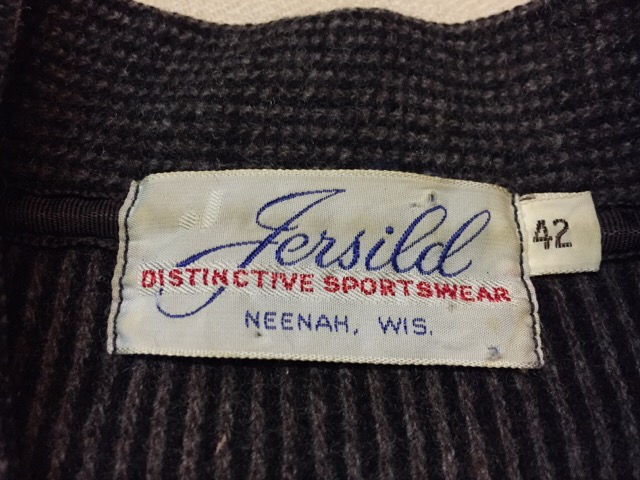 Jersild
DISTINCTIVE SPORTSWEAR
NEENAH, WIS.
42